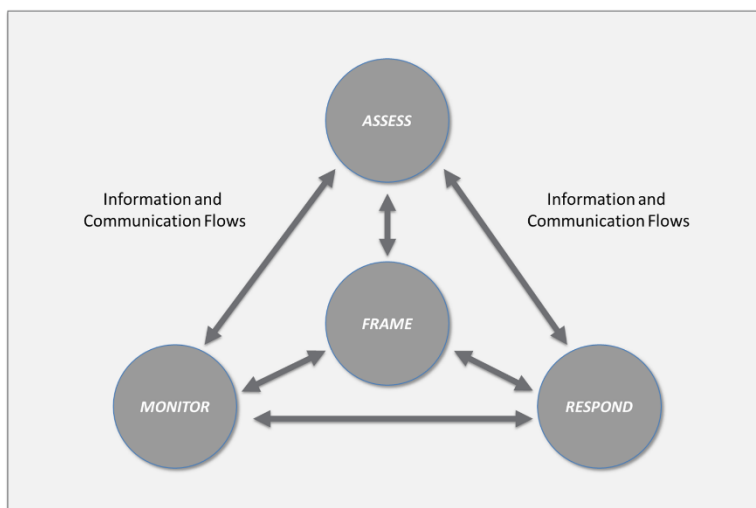 ASSESS
Information and
Communication Flows
Information and
Communication Flows
FRAME
MONITOR
RESPOND